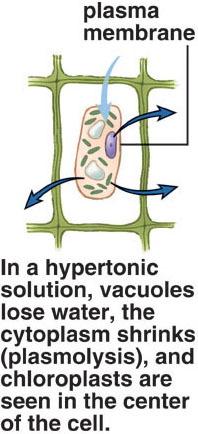 plasma
membrane
In a hypertonic
solution, vacuoles
lose water, the
cytoplasm shrinks
(plasmolysis), and
chloroplasts are
seen in the center
of the cell.